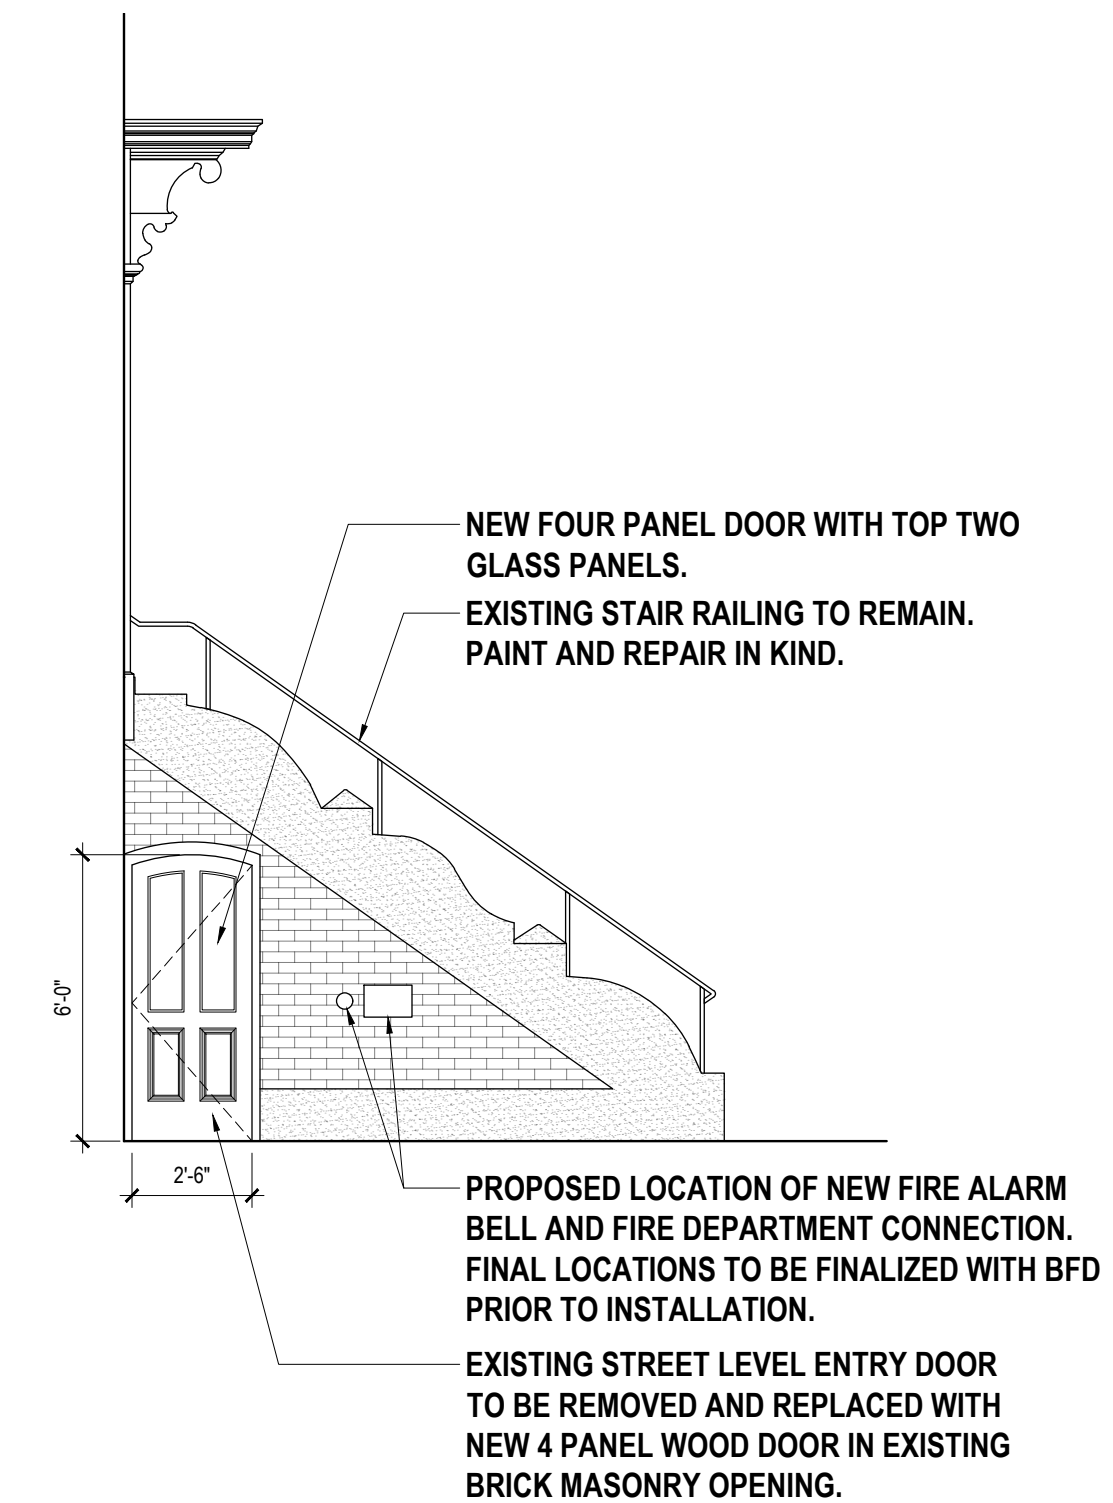 NEW FOUR PANEL DOOR WITH TOP TWO
GLASS PANELS.
EXISTING STAIR RAILING TO REMAIN.
PAINT AND REPAIR IN KIND.
6'-0"
2'-6"
PROPOSED LOCATION OF NEW FIRE ALARM
BELL AND FIRE DEPARTMENT CONNECTION.
FINAL LOCATIONS TO BE FINALIZED WITH BFD
PRIOR TO INSTALLATION.
EXISTING STREET LEVEL ENTRY DOOR
TO BE REMOVED AND REPLACED WITH
NEW 4 PANEL WOOD DOOR IN EXISTING
BRICK MASONRY OPENING.